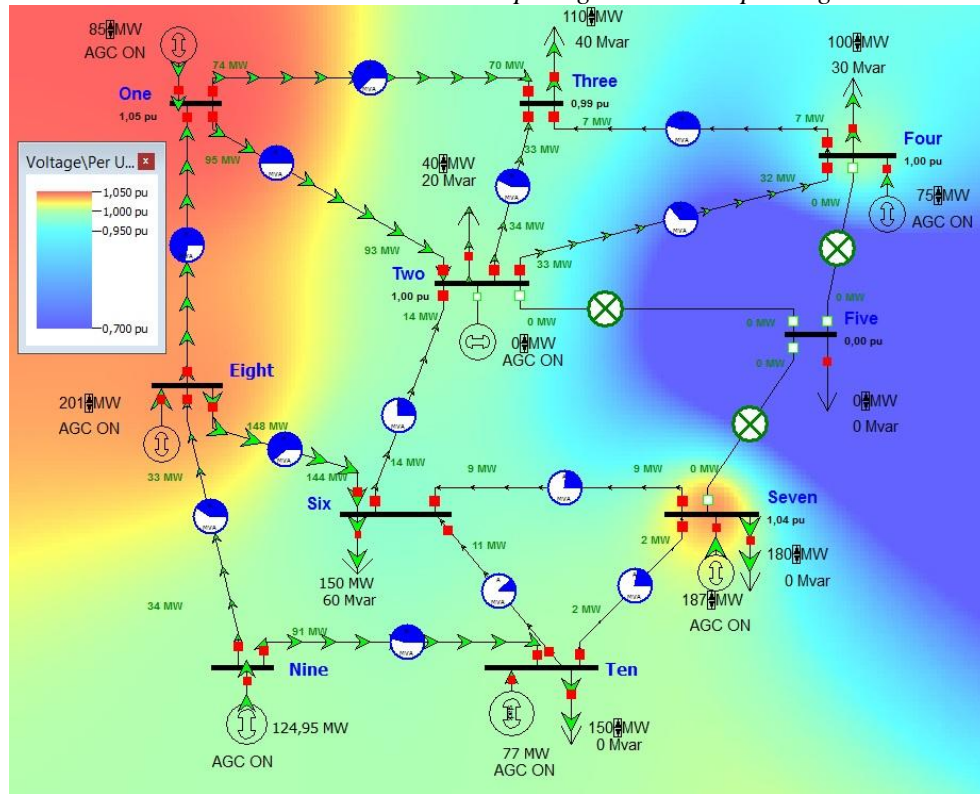 85 MW
AGC ON
One
1,05 pu
74 MW
70 MW
110 MW
40 Mvar
Three
0,99 pu
100 MW
30 Mvar
7 MW
7 MW
Four
1,00 pu
75 MW
AGC ON
Voltage\Per U... x
1,050 pu
1,000 pu
0,950 pu
0,700 pu
95 MW
93 MW
40 MW
20 Mvar
33 MW
34 MW
32 MW
33 MW
0 MW
Two
1,00 pu
14 MW
0 MW
AGC ON
0 MW
0 MW
0 MW
0 MW
Five
0,00 pu
0 MW
0 Mvar
Eight
201 MW
AGC ON
148 MW
144 MW
33 MW
14 MW
9 MW
9 MW
0 MW
Six
150 MW
60 Mvar
11 MW
Seven
1,04 pu
2 MW
180 MW
0 Mvar
187 MW
AGC ON
34 MW
91 MW
2 MW
Nine
124,95 MW
AGC ON
Ten
77 MW
AGC ON
150 MW
0 Mvar
MVA
MVA
MVA
MVA
MVA
MVA
MVA
MVA